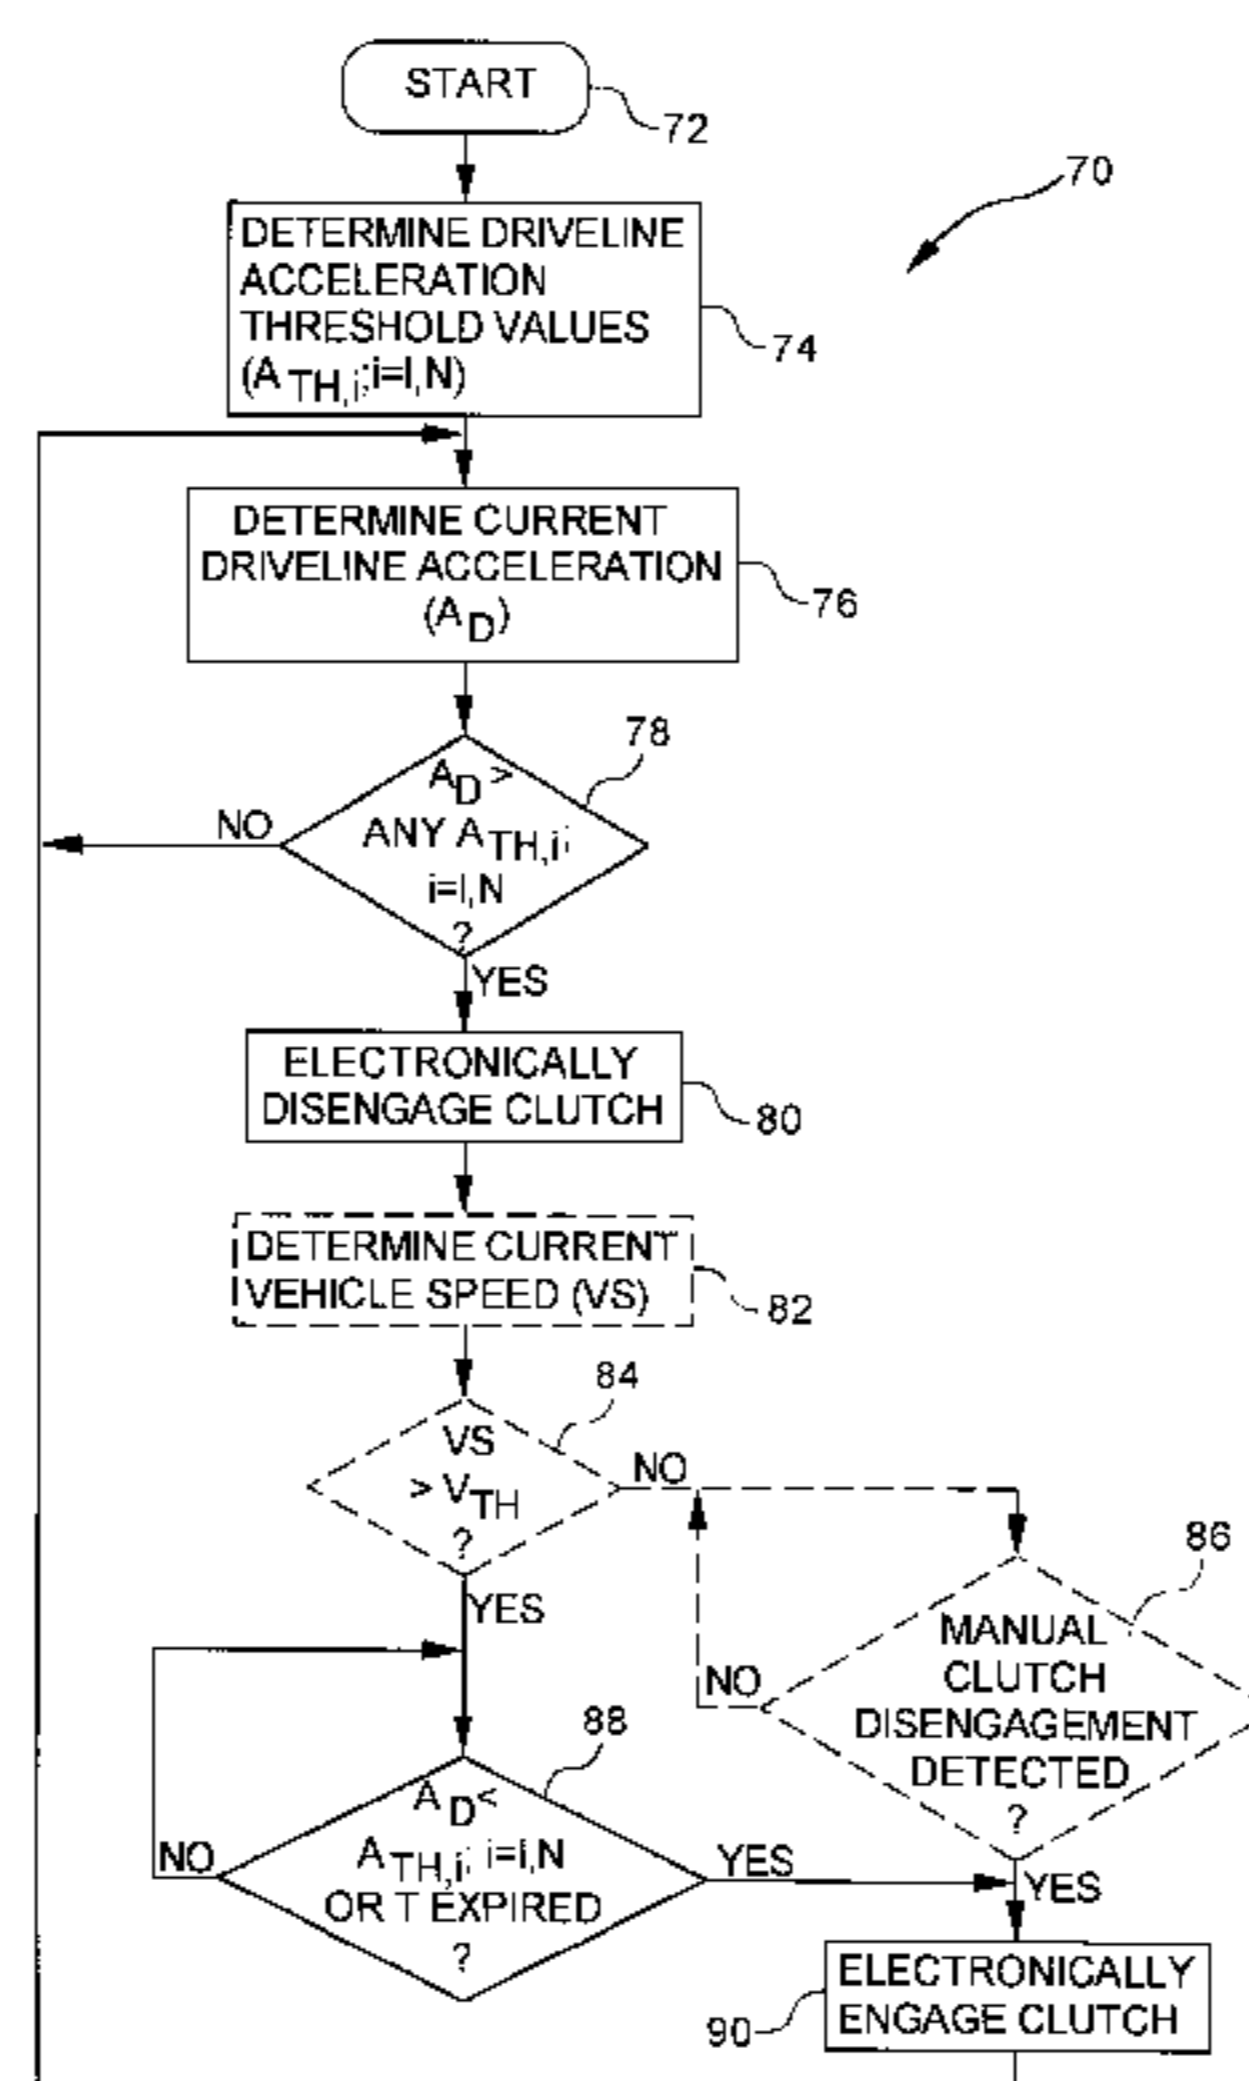 START
72
70
DETERMINE DRIVELINE
ACCELERATION
THRESHOLD VALUES
(A TH,i;i=I,N)
74
DETERMINE CURRENT
DRIVELINE ACCELERATION
(AD)
76
78
AD >
ANY ATH,i;
i=I,N
?
NO
YES
ELECTRONICALLY
DISENGAGE CLUTCH
80
DETERMINE CURRENT
VEHICLE SPEED (VS)
82
84
VS
> VTH
?
NO
YES
86
MANUAL
CLUTCH
DISENGAGEMENT
DETECTED
?
NO
YES
88
AD<
ATH,i; i=I,N
OR T EXPIRED
?
NO
YES
ELECTRONICALLY
ENGAGE CLUTCH
90